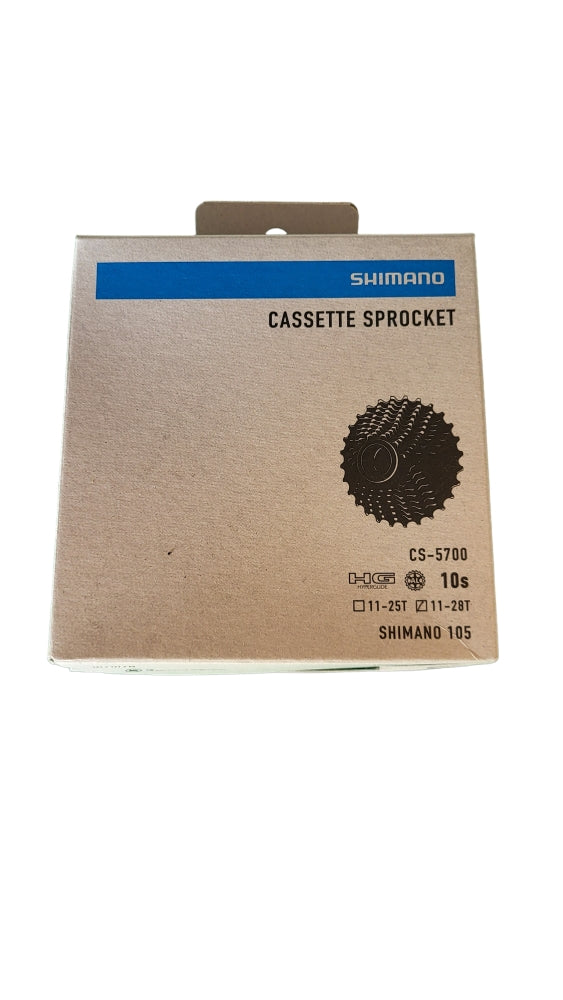 SHIMANO
CASSETTE SPROCKET
CS-5700
HG 10s
HYPERGLIDE
☐ 11-25T ☑ 11-28T
SHIMANO 105